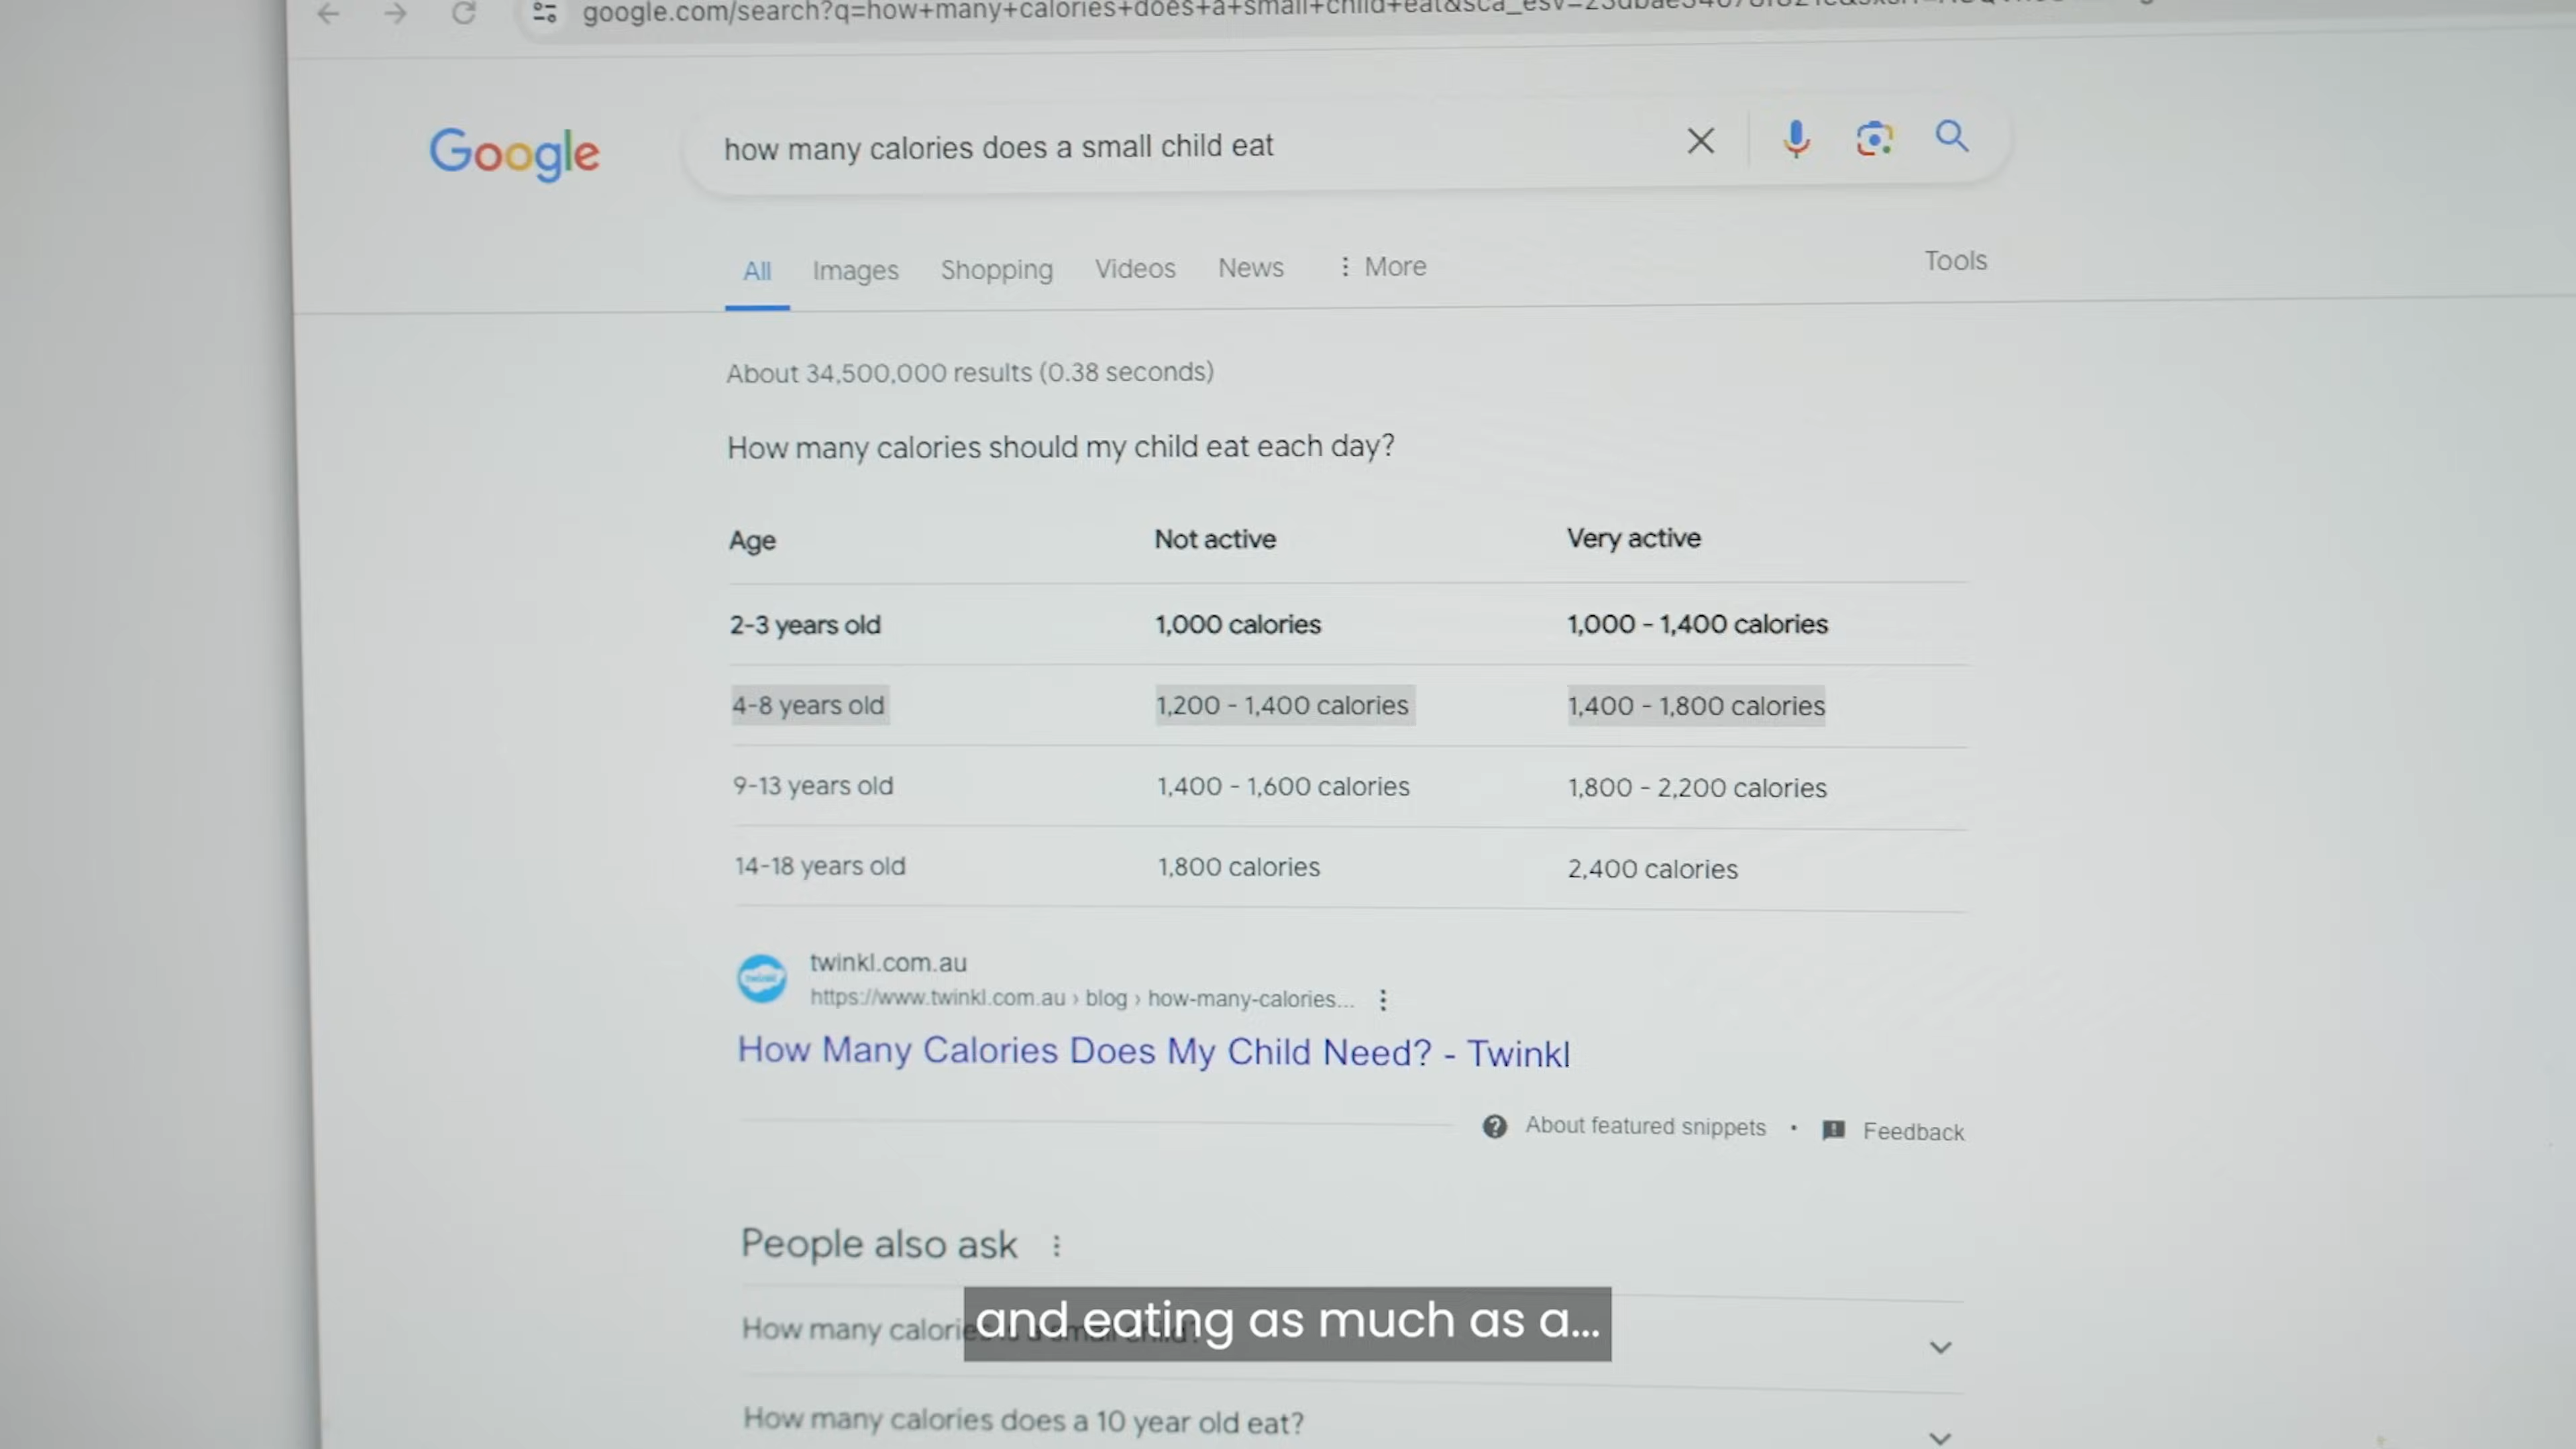 google.com/search?q=how+many+calories+does+a+small+child+eat&sca_esv=
Google
how many calories does a small child eat
All Images Shopping Videos News More Tools
About 34,500,000 results (0.38 seconds)
How many calories should my child eat each day?
Age Not active Very active
2-3 years old 1,000 calories 1,000 - 1,400 calories
4-8 years old 1,200 - 1,400 calories 1,400 - 1,800 calories
9-13 years old 1,400 - 1,600 calories 1,800 - 2,200 calories
14-18 years old 1,800 calories 2,400 calories
twinkl.com.au
https://www.twinkl.com.au › blog › how-many-calories...
How Many Calories Does My Child Need? - Twinkl
About featured snippets • Feedback
People also ask
How many
and eating as much as a...
How many calories does a 10 year old eat?